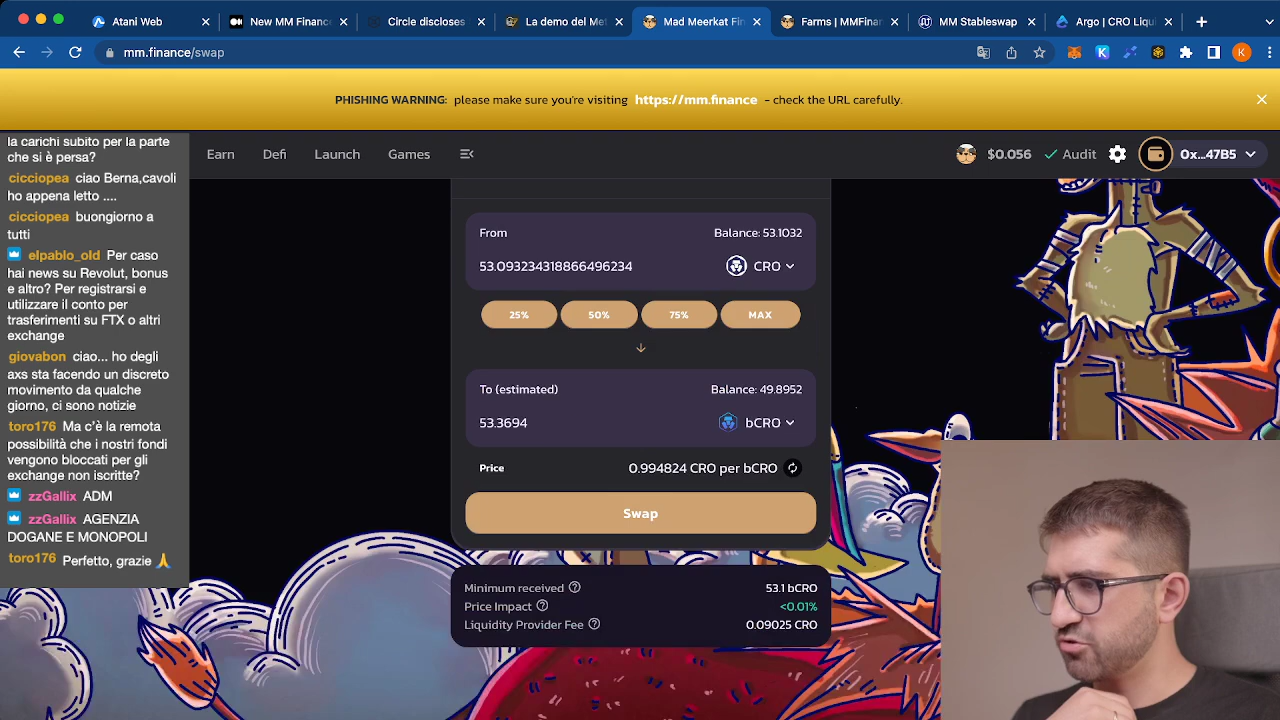 Atani Web
New MM Finance
Circle discloses
La demo del Met
Mad Meerkat Fin
Farms | MMFinan
MM Stableswap
Argo | CRO Liqui
mm.finance/swap
K
PHISHING WARNING: please make sure you're visiting https://mm.finance - check the URL carefully.
Earn Defi Launch Games
$0.056 Audit 0x...47B5
la carichi subito per la parte
che si è persa?
cicciopea ciao Berna,cavoli
ho appena letto ....
cicciopea buongiorno a
tutti
elpablo_old Per caso
hai news su Revolut, bonus
e altro? Per registrarsi e
utilizzare il conto per
trasferimenti su FTX o altri
exchange
giovabon ciao... ho degli
axs sta facendo un discreto
movimento da qualche
giorno, ci sono notizie
toro176 Ma c'è la remota
possibilità che i nostri fondi
vengono bloccati per gli
exchange non iscritte?
zzGallix ADM
zzGallix AGENZIA
DOGANE E MONOPOLI
toro176 Perfetto, grazie 🙏
From Balance: 53.1032
53.093234318866496234 CRO
25% 50% 75% MAX
To (estimated) Balance: 49.8952
53.3694 bCRO
Price 0.994824 CRO per bCRO
Swap
Minimum received 53.1 bCRO
Price Impact <0.01%
Liquidity Provider Fee 0.09025 CRO